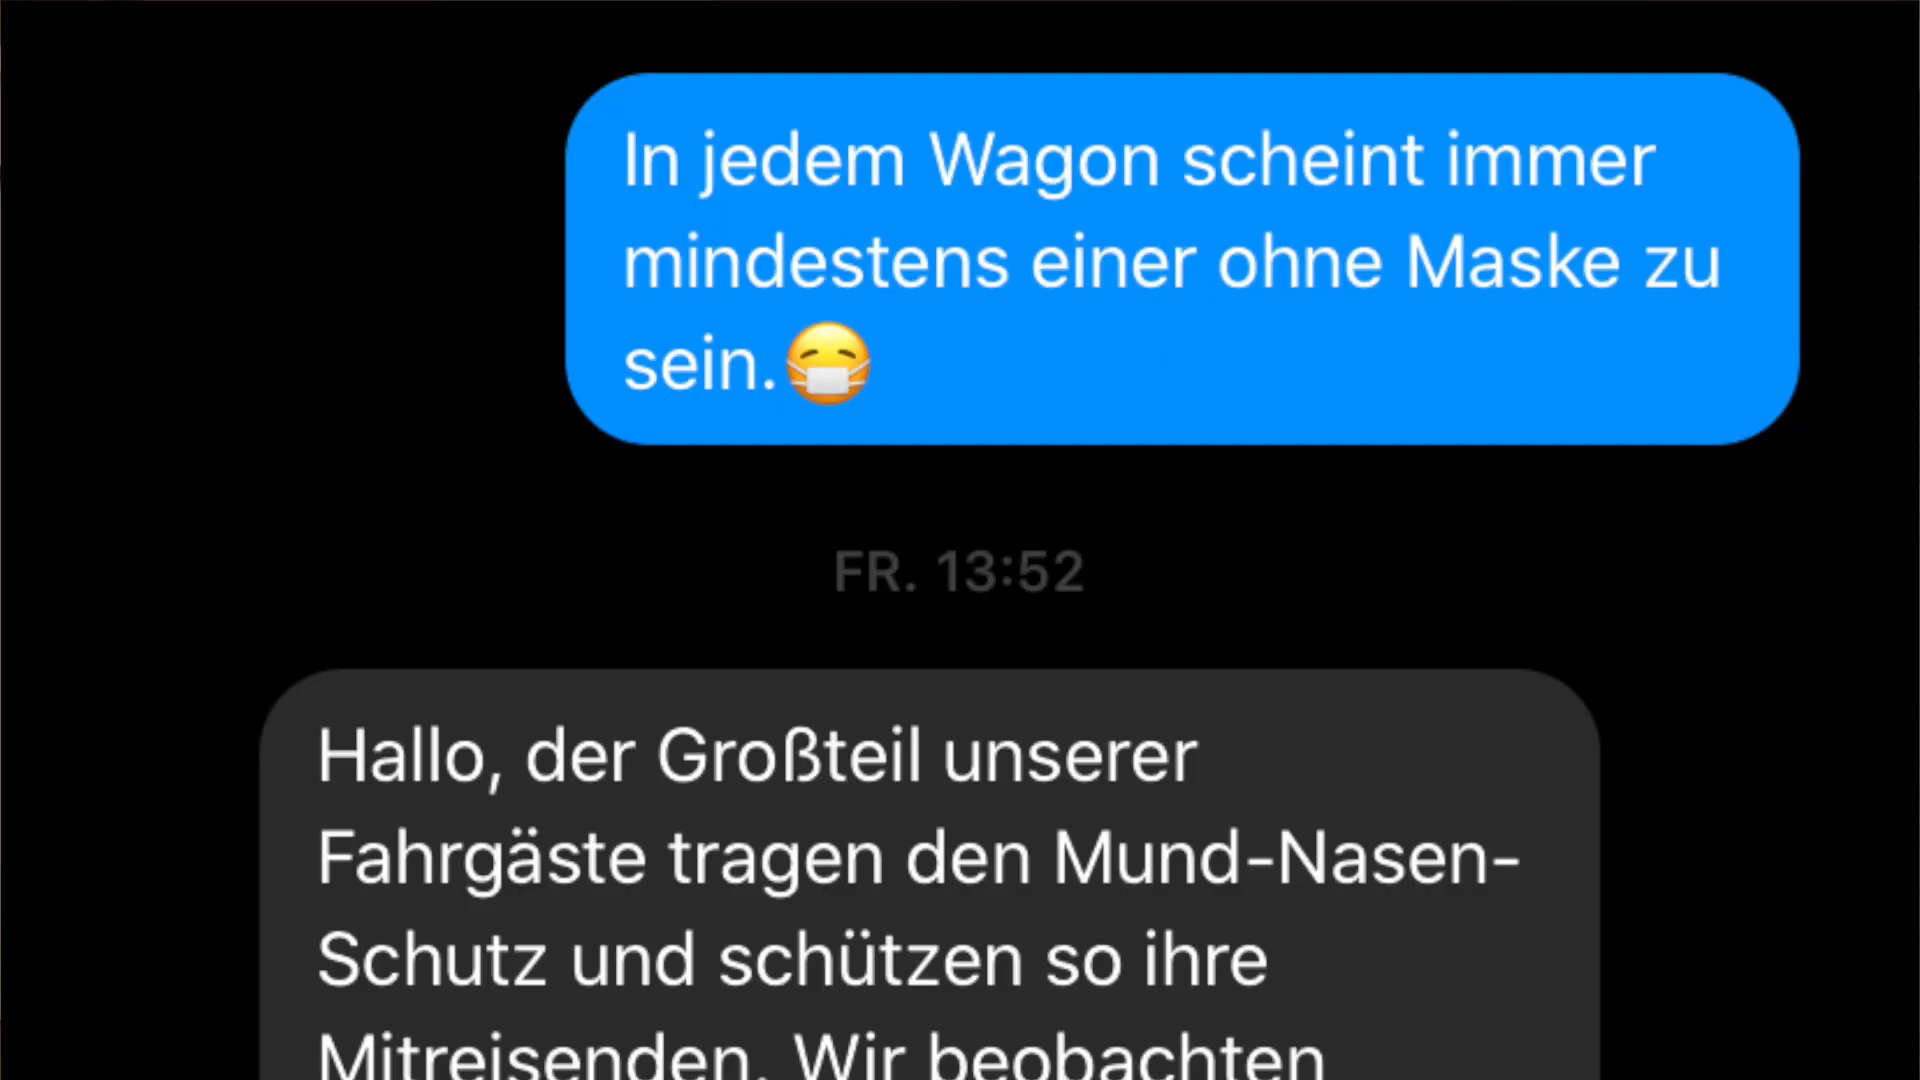 In jedem Wagon scheint immer
mindestens einer ohne Maske zu
sein.😷
FR. 13:52
Hallo, der Großteil unserer
Fahrgäste tragen den Mund-Nasen-
Schutz und schützen so ihre
Mitreisenden. Wir beobachten